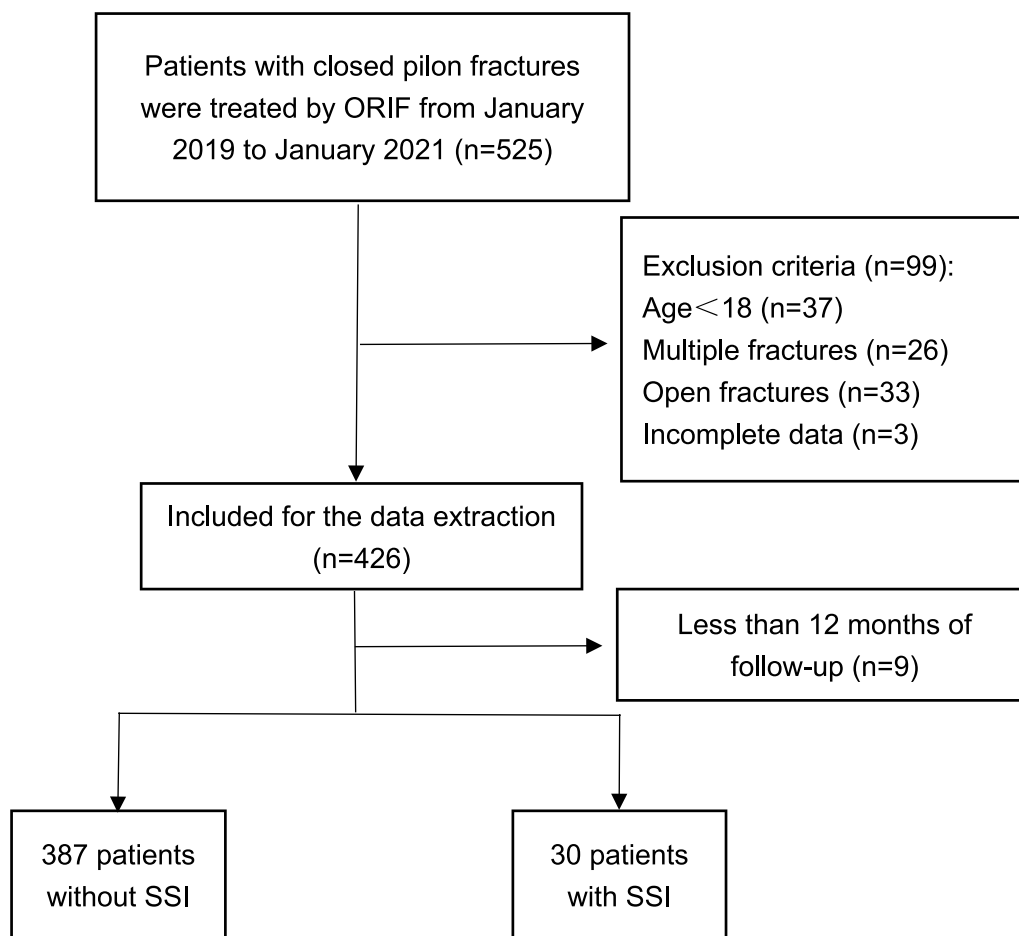 Patients with closed pilon fractures
were treated by ORIF from January
2019 to January 2021 (n=525)
Exclusion criteria (n=99):
Age<18 (n=37)
Multiple fractures (n=26)
Open fractures (n=33)
Incomplete data (n=3)
Included for the data extraction
(n=426)
Less than 12 months of
follow-up (n=9)
387 patients
without SSI
30 patients
with SSI